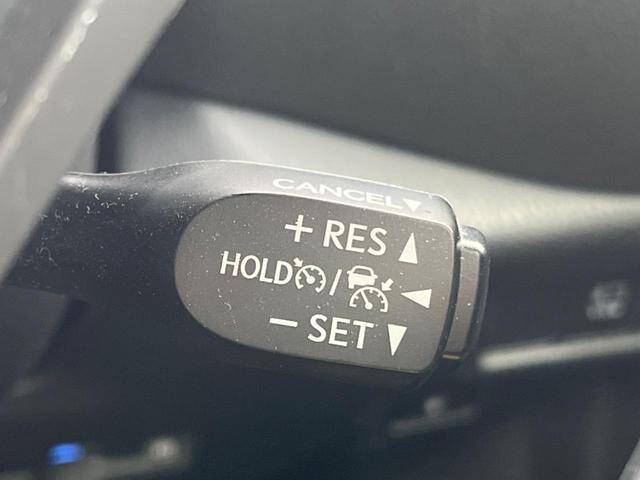 CANCEL▼
+ RES ▲
HOLD / ◀
− SET ▼